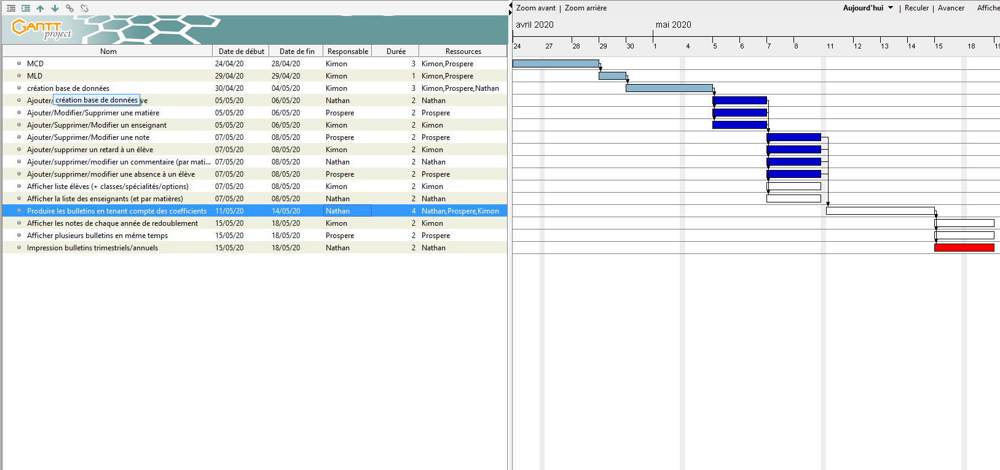 Zoom avant | Zoom arrière Aujourd'hui | Reculer | Avancer Affiche
GANTT project
avril 2020 mai 2020
24 27 28 29 30 1 4 5 6 7 8 11 12 13 14 15 18 19
Nom Date de début Date de fin Responsable Durée Ressources
MCD 24/04/20 28/04/20 Kimon 3 Kimon,Prospere
MLD 29/04/20 29/04/20 Kimon 1 Kimon,Prospere
création base de données 30/04/20 04/05/20 Kimon 3 Kimon,Prospere,Nathan
Ajouter/ création base de données ve 05/05/20 06/05/20 Nathan 2 Nathan
Ajouter/Modifier/Supprimer une matière 05/05/20 06/05/20 Prospere 2 Prospere
Ajouter/Supprimer/Modifier un enseignant 05/05/20 06/05/20 Kimon 2 Kimon
Ajouter/Supprimer/Modifier une note 07/05/20 08/05/20 Prospere 2 Prospere
Ajouter/supprimer un retard à un élève 07/05/20 08/05/20 Kimon 2 Kimon
Ajouter/supprimer/modifier un commentaire (par mati... 07/05/20 08/05/20 Nathan 2 Nathan
Ajouter/supprimer/modifier une absence à un élève 07/05/20 08/05/20 Prospere 2 Prospere
Afficher liste élèves (+ classes/spécialités/options) 07/05/20 08/05/20 Kimon 2 Kimon
Afficher la liste des enseignants (et par matières) 07/05/20 08/05/20 Nathan 2 Nathan
Produire les bulletins en tenant compte des coefficients 11/05/20 14/05/20 Nathan 4 Nathan,Prospere,Kimon
Afficher les notes de chaque année de redoublement 15/05/20 18/05/20 Kimon 2 Kimon
Afficher plusieurs bulletins en même temps 15/05/20 18/05/20 Prospere 2 Prospere
Impression bulletins trimestriels/annuels 15/05/20 18/05/20 Nathan 2 Nathan